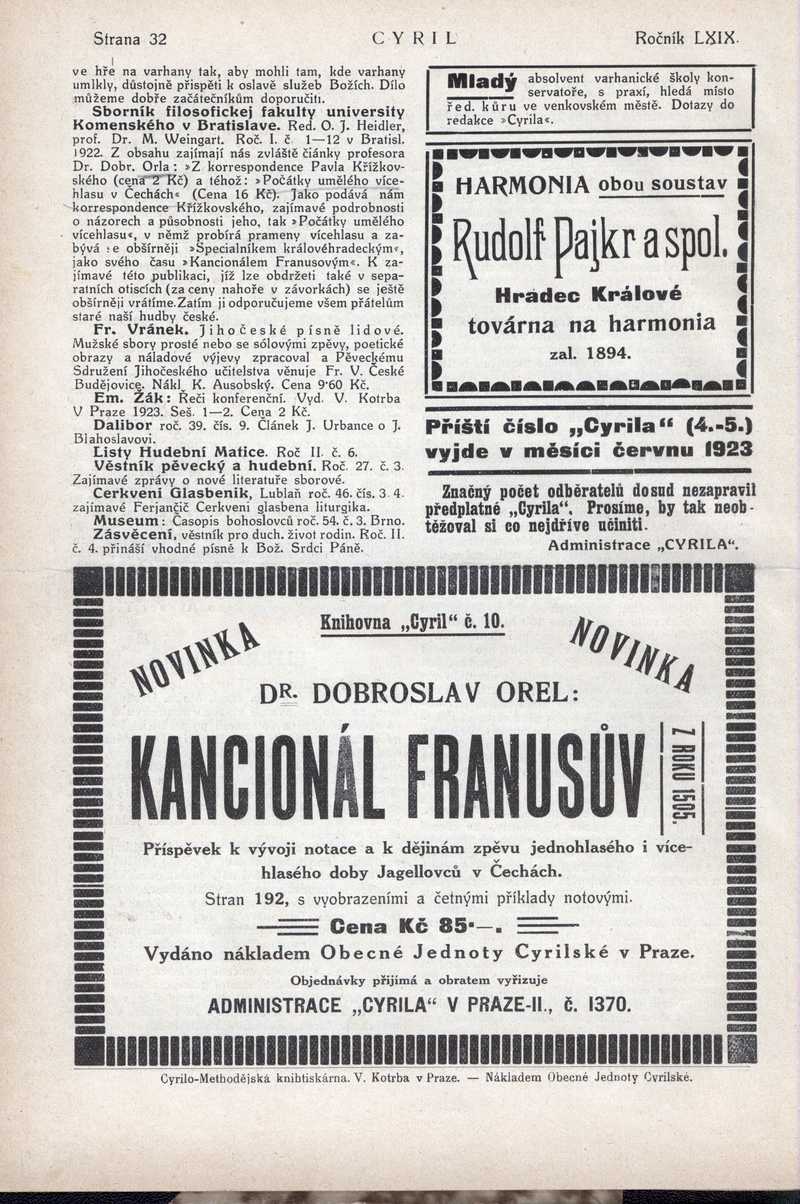 Strana 32
CYRIL
Ročník LXIX.
ve hře na varhany tak, aby mohli tam, kde varhany
umlkly, důstojně přispěti k oslavě služeb Božích. Dílo
můžeme dobře začátečníkům doporučiti.
Sborník filosofickej fakulty university
Komenského v Bratislave. Red. O. J. Heidler,
prof. Dr. M. Weingart. Roč. I. č. 1—12 v Bratisl.
1922. Z obsahu zajímají nás zvláště články profesora
Dr. Dobr. Orla: »Z korrespondence Pavla Křížkov-
ského (cena 2 Kč) a téhož: »Počátky umělého více-
hlasu v Čechách« (Cena 16 Kč). Jako podává nám
korrespondence Křížkovského, zajímavé podrobnosti
o názorech a působnosti jeho, tak »Počátky umělého
vícehlasu«, v němž probírá prameny vícehlasu a za-
bývá se obšírněji »Specialníkem královéhradeckým«,
jako svého času »Kancionálem Franusovým«. K za-
jímavé této publikaci, jíž lze obdržeti také v sepa-
ratních otiscích (za ceny nahoře v závorkách) se ještě
obšírněji vrátíme. Zatím ji odporučujeme všem přátelům
staré naší hudby české.
Fr. Vránek. Jihočeské písně lidové.
Mužské sbory prosté nebo se sólovými zpěvy, poetické
obrazy a náladové výjevy zpracoval a Pěveckému
Sdružení Jihočeského učitelstva věnuje Fr. V. České
Budějovice. Nákl. K. Ausobský. Cena 9·60 Kč.
Em. Žák: Řeči konferenční. Vyd. V. Kotrba
V Praze 1923. Seš. 1—2. Cena 2 Kč.
Dalibor roč. 39. čís. 9. Článek J. Urbance o J.
Blahoslavovi.
Listy Hudební Matice. Roč II. č. 6.
Věstník pěvecký a hudební. Roč. 27. č. 3.
Zajímavé zprávy o nové literatuře sborové.
Cerkveni Glasbenik, Lublaň roč. 46. čís. 3. 4.
zajímavé Ferjančič Cerkveni glasbena liturgika.
Museum: Časopis bohoslovců roč. 54. č. 3. Brno.
Zásvěcení, věstník pro duch. život rodin. Roč. II.
č. 4. přináší vhodné písně k Bož. Srdci Páně.
Mladý absolvent varhanické školy kon-
servatoře, s praxí, hledá místo
řed. kůru ve venkovském městě. Dotazy do
redakce »Cyrila«.
HARMONIA obou soustav
Rudolf Pajkr a spol.
Hradec Králové
továrna na harmonia
zal. 1894.
Příští číslo „Cyrila“ (4.-5.)
vyjde v měsíci červnu 1923
Značný počet odběratelů dosud nezapravil
předplatné „Cyrila“. Prosíme, by tak neob-
těžoval si co nejdříve učiniti.
Administrace „CYRILA“.
NOVINKA
Knihovna „Cyril“ č. 10.
NOVINKA
DR. DOBROSLAV OREL:
KANCIONÁL FRANUSŮV
Z ROKU 1505.
Příspěvek k vývoji notace a k dějinám zpěvu jednohlasého i více-
hlasého doby Jagellovců v Čechách.
Stran 192, s vyobrazeními a četnými příklady notovými.
Cena Kč 85·—.
Vydáno nákladem Obecné Jednoty Cyrilské v Praze.
Objednávky přijímá a obratem vyřizuje
ADMINISTRACE „CYRILA“ V PRAZE-II., č. 1370.
Cyrilo-Methodějská knihtiskárna. V. Kotrba v Praze. — Nákladem Obecné Jednoty Cyrilské.